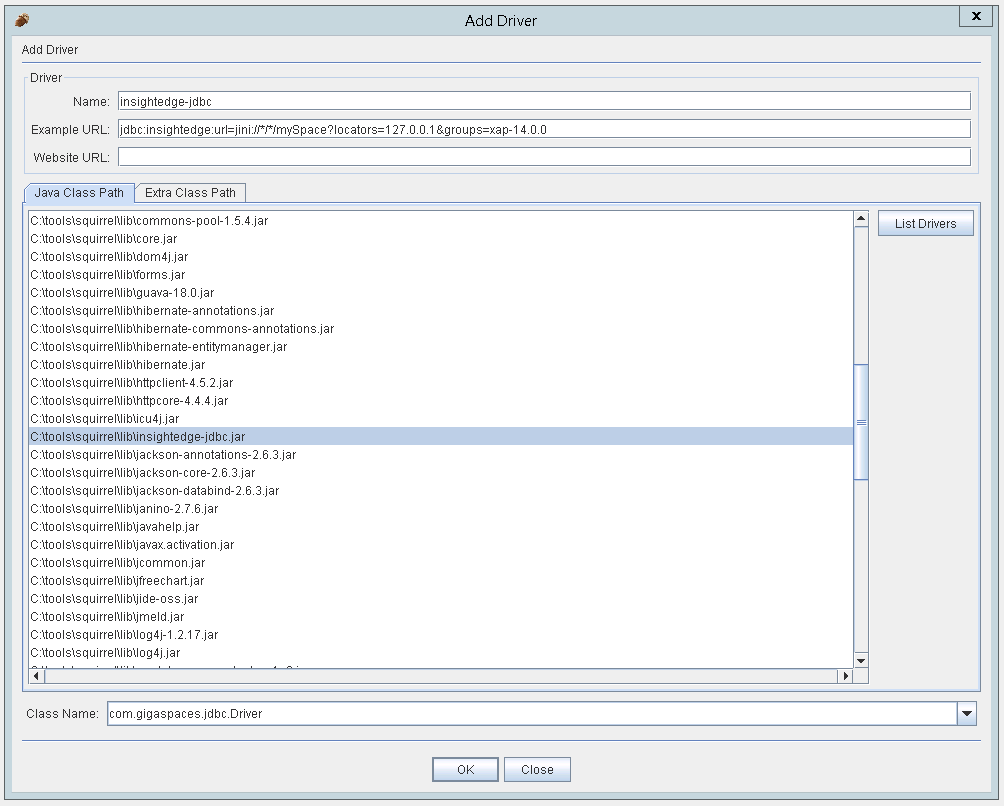 Add Driver
x
Add Driver
Driver
Name: insightedge-jdbc
Example URL: jdbc:insightedge:url=jini://*/*/mySpace?locators=127.0.0.1&groups=xap-14.0.0
Website URL:
Java Class Path Extra Class Path
C:\tools\squirrel\lib\commons-pool-1.5.4.jar
List Drivers
C:\tools\squirrel\lib\core.jar
C:\tools\squirrel\lib\dom4j.jar
C:\tools\squirrel\lib\forms.jar
C:\tools\squirrel\lib\guava-18.0.jar
C:\tools\squirrel\lib\hibernate-annotations.jar
C:\tools\squirrel\lib\hibernate-commons-annotations.jar
C:\tools\squirrel\lib\hibernate-entitymanager.jar
C:\tools\squirrel\lib\hibernate.jar
C:\tools\squirrel\lib\httpclient-4.5.2.jar
C:\tools\squirrel\lib\httpcore-4.4.4.jar
C:\tools\squirrel\lib\icu4j.jar
C:\tools\squirrel\lib\insightedge-jdbc.jar
C:\tools\squirrel\lib\jackson-annotations-2.6.3.jar
C:\tools\squirrel\lib\jackson-core-2.6.3.jar
C:\tools\squirrel\lib\jackson-databind-2.6.3.jar
C:\tools\squirrel\lib\janino-2.7.6.jar
C:\tools\squirrel\lib\javahelp.jar
C:\tools\squirrel\lib\javax.activation.jar
C:\tools\squirrel\lib\jcommon.jar
C:\tools\squirrel\lib\jfreechart.jar
C:\tools\squirrel\lib\jide-oss.jar
C:\tools\squirrel\lib\jmeld.jar
C:\tools\squirrel\lib\log4j-1.2.17.jar
C:\tools\squirrel\lib\log4j.jar
Class Name: com.gigaspaces.jdbc.Driver
OK Close